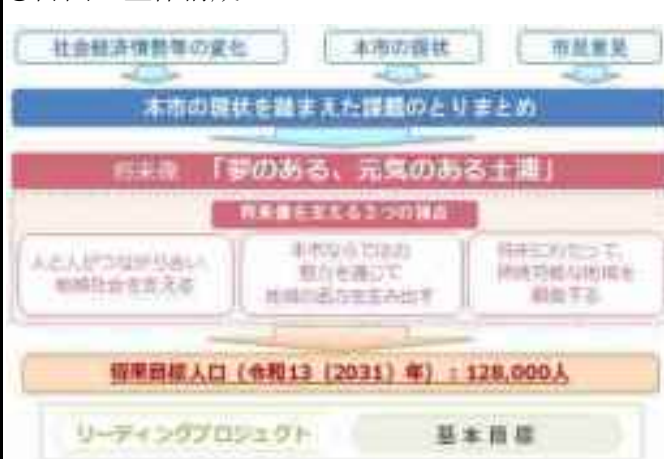 社会経済情勢等の変化
本市の現状
市民意見
本市の現状を踏まえた課題のとりまとめ
将来像 「夢のある、元気のある土浦」
将来像を支える3つの視点
人と人がつながりあい、
地域社会を支える
本市ならではの
魅力を通じて
地域の活力を生み出す
将来にわたって、
持続可能な地域を
創造する
将来目標人口（令和13（2031）年）：128,000人
リーディングプロジェクト
基本目標